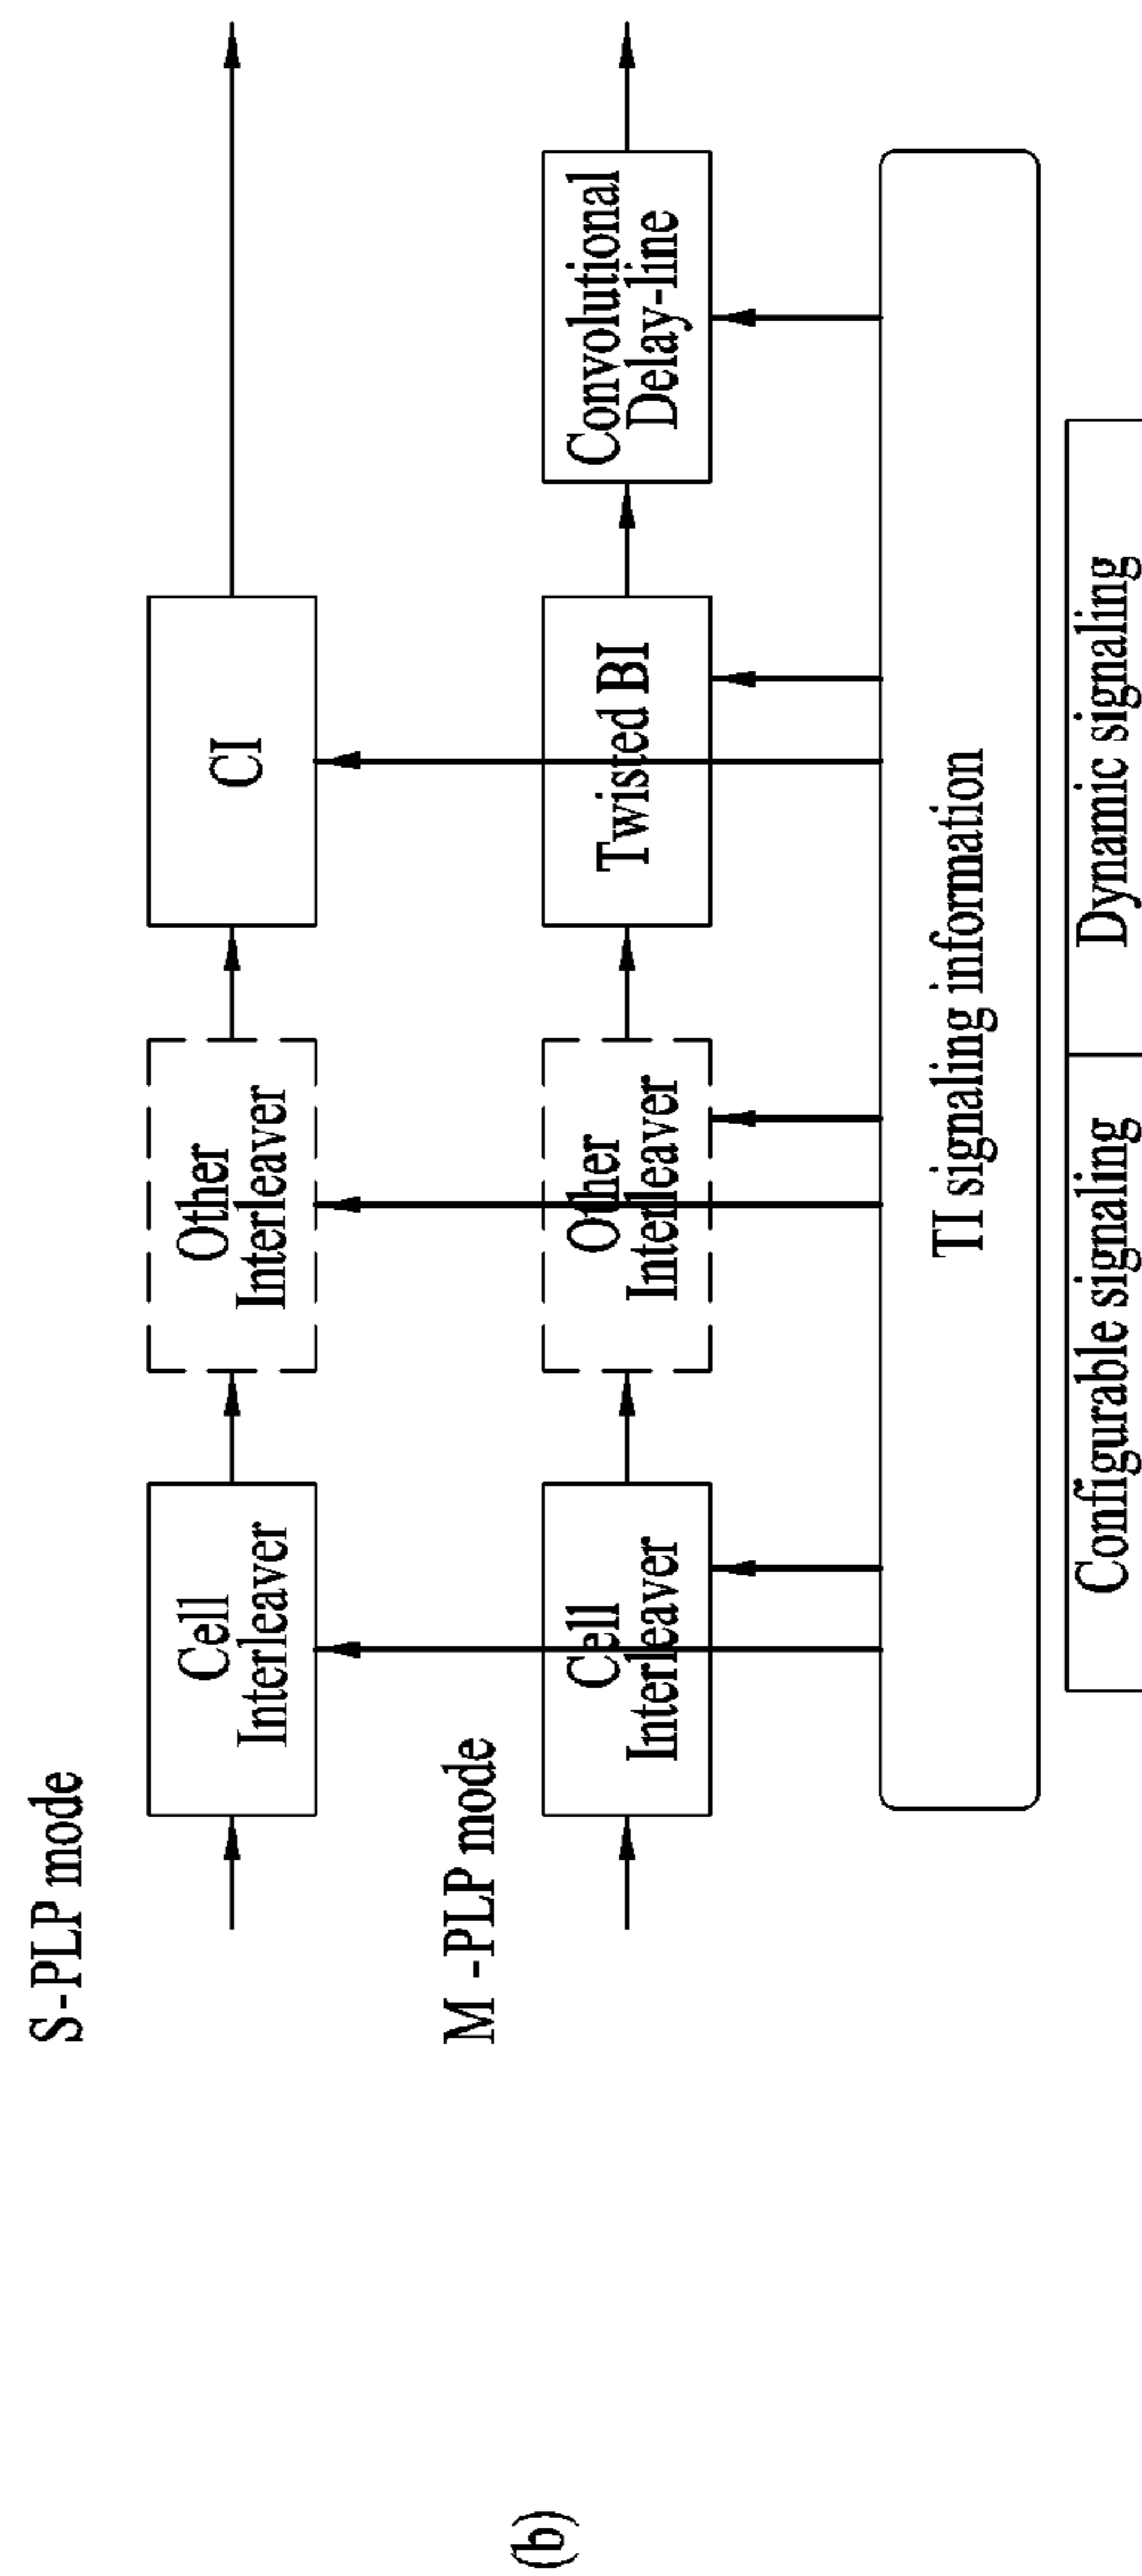 S-PLP mode
Cell
Interleaver
Other
Interleaver
CI
M -PLP mode
Cell
Interleaver
Other
Interleaver
Twisted BI
Convolutional
Delay-line
TI signaling information
Configurable signaling
Dynamic signaling
(b)